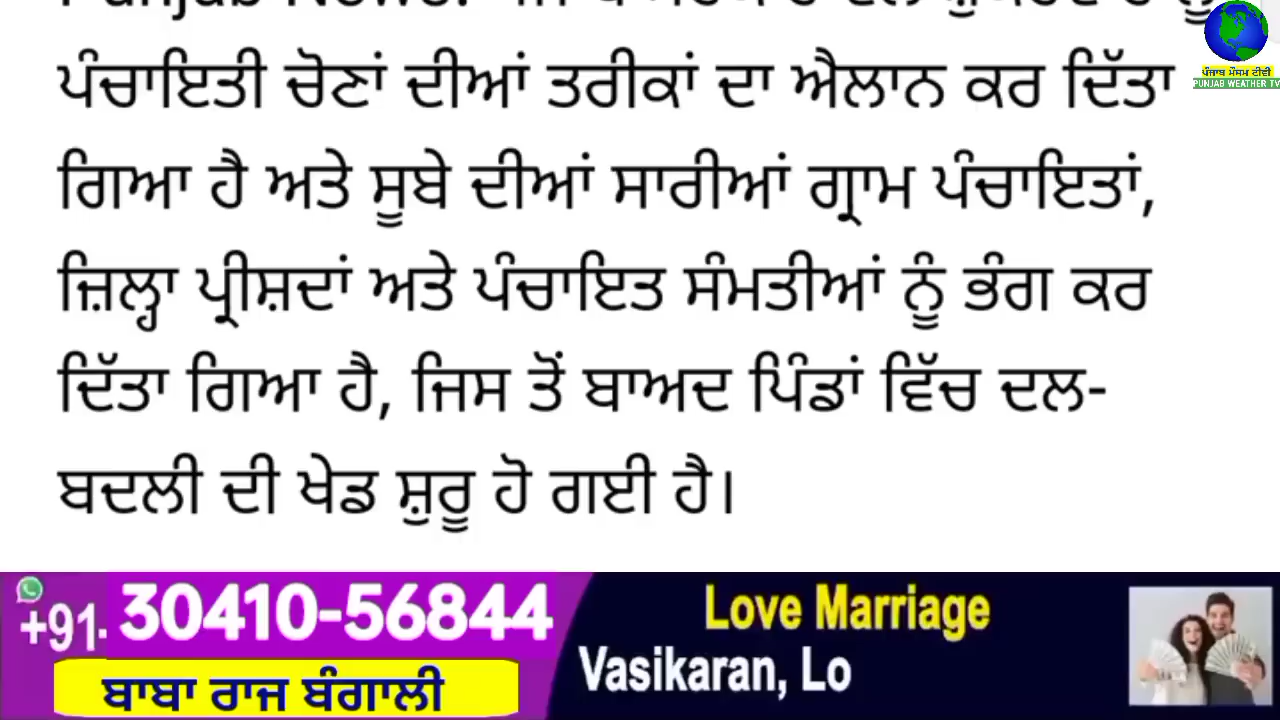 ਪੰਚਾਇਤੀ ਚੋਣਾਂ ਦੀਆਂ ਤਰੀਕਾਂ ਦਾ ਐਲਾਨ ਕਰ ਦਿੱਤਾ
ਗਿਆ ਹੈ ਅਤੇ ਸੂਬੇ ਦੀਆਂ ਸਾਰੀਆਂ ਗ੍ਰਾਮ ਪੰਚਾਇਤਾਂ,
ਜ਼ਿਲ੍ਹਾ ਪ੍ਰੀਸ਼ਦਾਂ ਅਤੇ ਪੰਚਾਇਤ ਸੰਮਤੀਆਂ ਨੂੰ ਭੰਗ ਕਰ
ਦਿੱਤਾ ਗਿਆ ਹੈ, ਜਿਸ ਤੋਂ ਬਾਅਦ ਪਿੰਡਾਂ ਵਿੱਚ ਦਲ-
ਬਦਲੀ ਦੀ ਖੇਡ ਸ਼ੁਰੂ ਹੋ ਗਈ ਹੈ।
ਪੰਜਾਬ ਮੌਸਮ ਟੀਵੀ
PUNJAB WEATHER TV
+91- 30410-56844
ਬਾਬਾ ਰਾਜ ਬੰਗਾਲੀ
Love Marriage
Vasikaran, Lo